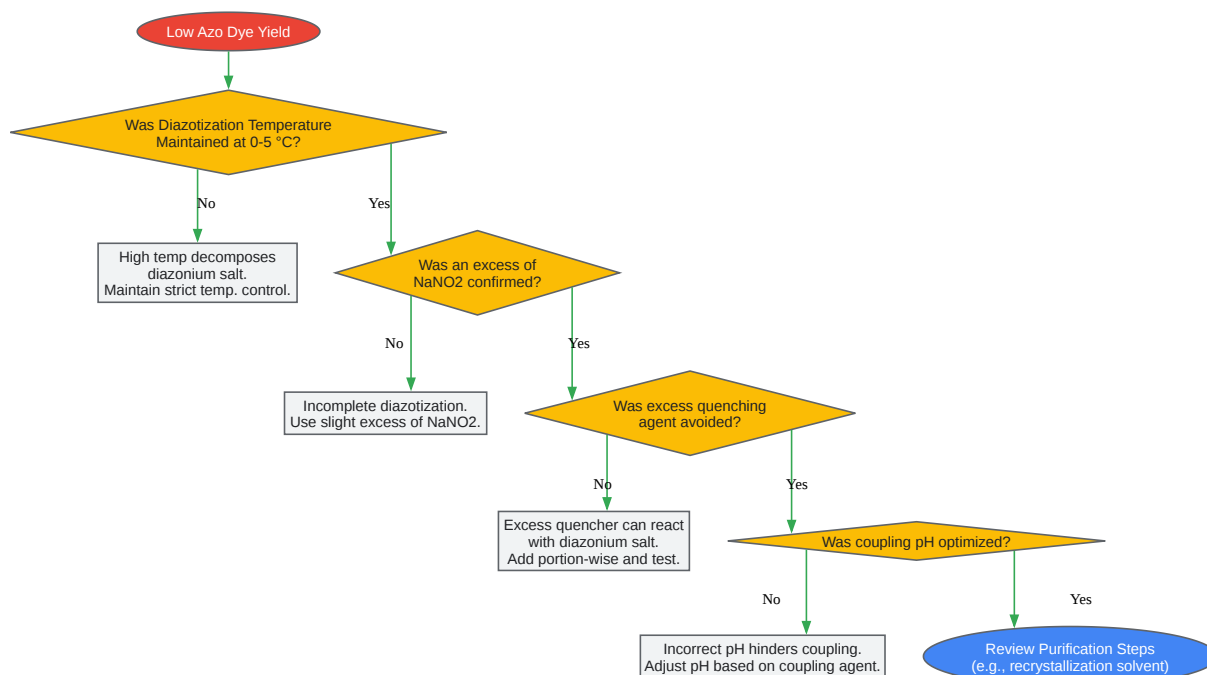 Low Azo Dye Yield
Was Diazotization Temperature
Maintained at 0-5 °C?
No
Yes
High temp decomposes
diazonium salt.
Maintain strict temp. control.
Was an excess of
NaNO2 confirmed?
No
Yes
Incomplete diazotization.
Use slight excess of NaNO2.
Was excess quenching
agent avoided?
No
Yes
Excess quencher can react
with diazonium salt.
Add portion-wise and test.
Was coupling pH optimized?
No
Yes
Incorrect pH hinders coupling.
Adjust pH based on coupling agent.
Review Purification Steps
(e.g., recrystallization solvent)